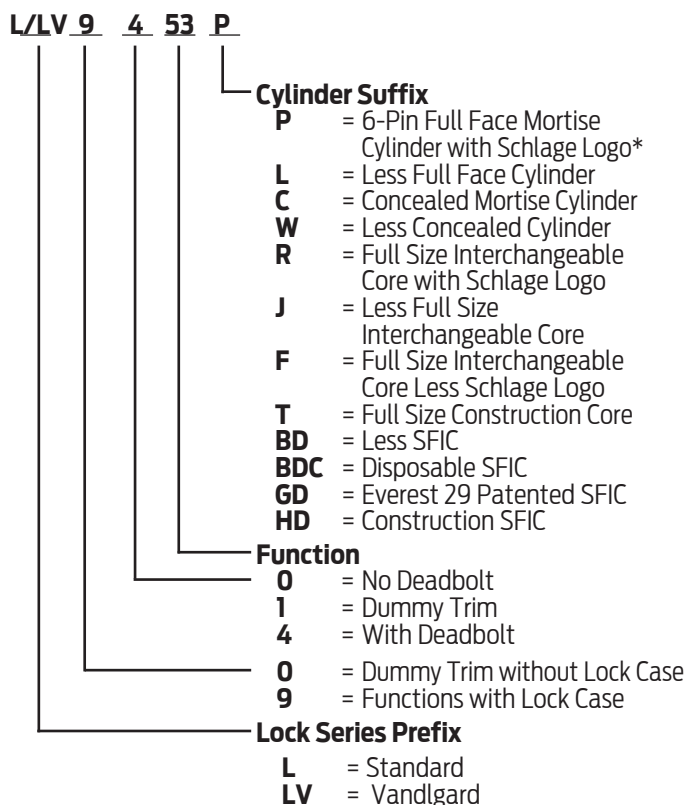 L/LV 9 4 53 P
Cylinder Suffix
P = 6-Pin Full Face Mortise
Cylinder with Schlage Logo*
L = Less Full Face Cylinder
C = Concealed Mortise Cylinder
W = Less Concealed Cylinder
R = Full Size Interchangeable
Core with Schlage Logo
J = Less Full Size
Interchangeable Core
F = Full Size Interchangeable
Core Less Schlage Logo
T = Full Size Construction Core
BD = Less SFIC
BDC = Disposable SFIC
GD = Everest 29 Patented SFIC
HD = Construction SFIC
Function
0 = No Deadbolt
1 = Dummy Trim
4 = With Deadbolt
0 = Dummy Trim without Lock Case
9 = Functions with Lock Case
Lock Series Prefix
L = Standard
LV = Vandlgard